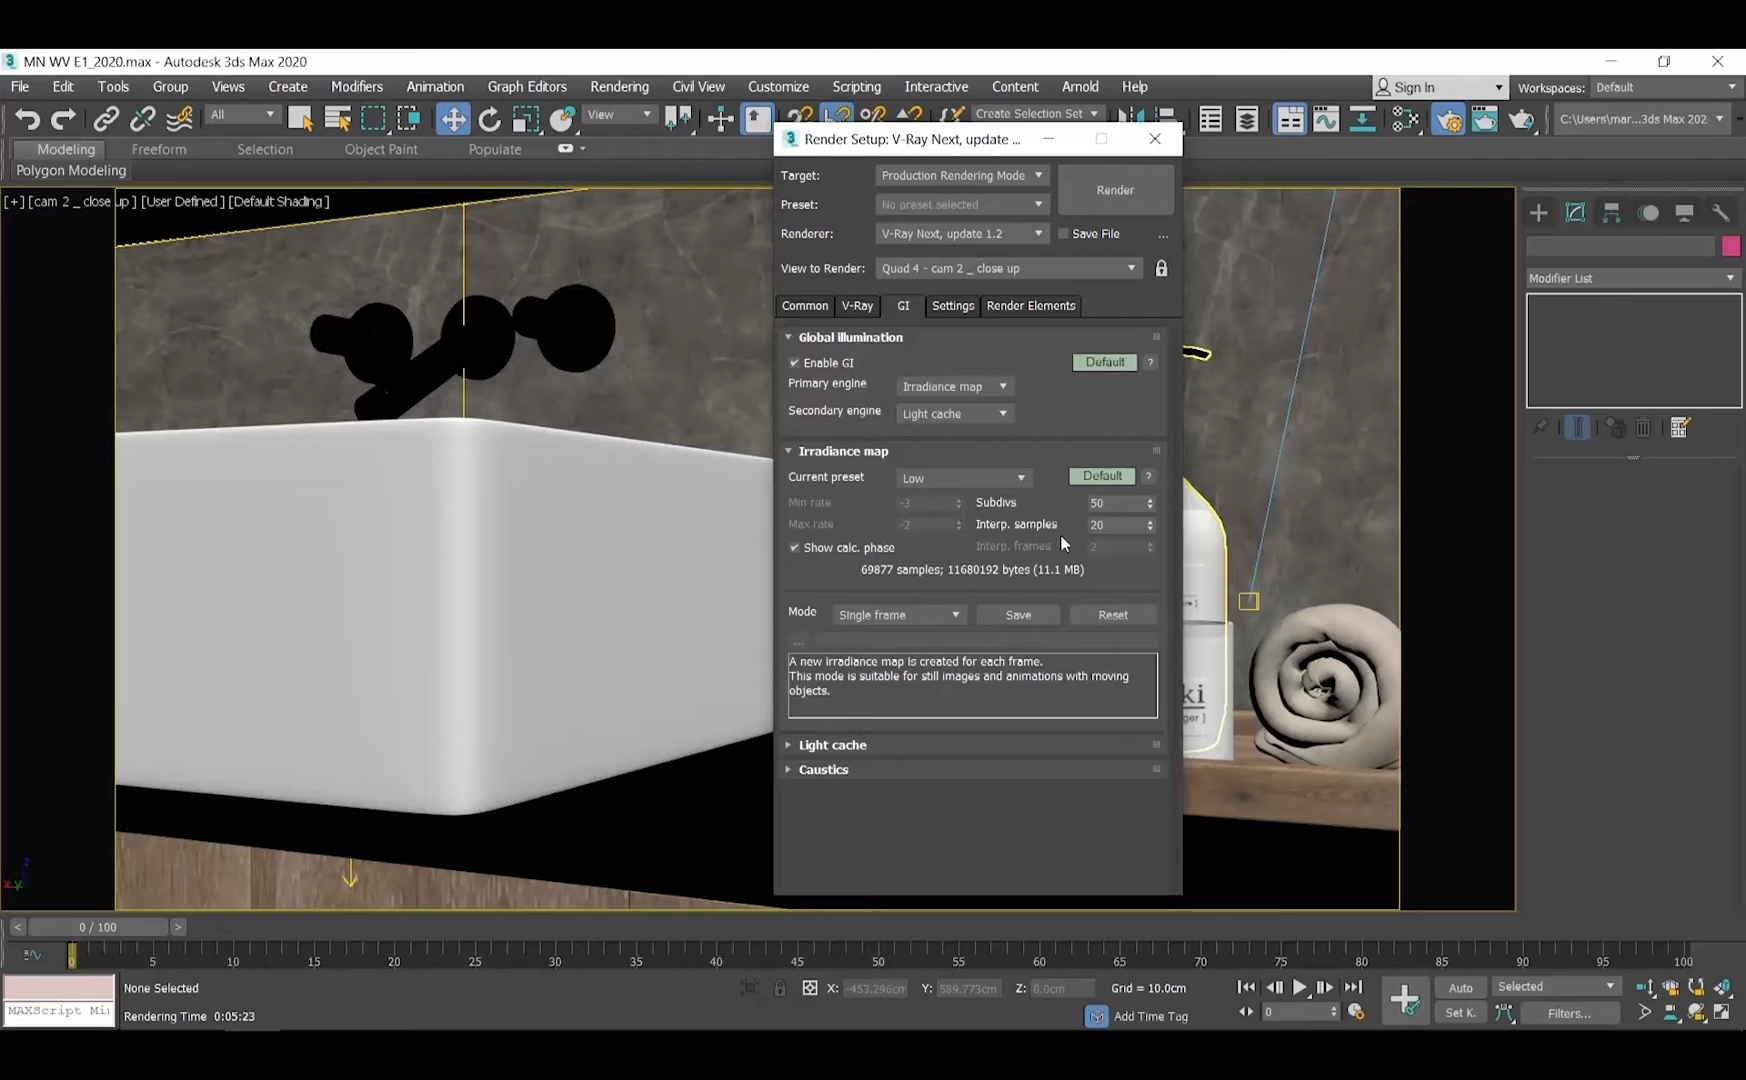 MN WV E1_2020.max - Autodesk 3ds Max 2020
File Edit Tools Group Views Create Modifiers Animation Graph Editors Rendering Civil View Customize Scripting Interactive Content Arnold Help Sign In Workspaces: Default
All View Create Selection Set C:\Users\mar...3ds Max 202
Modeling Freeform Selection Object Paint Populate
Polygon Modeling
[+] [cam 2 _ close up ] [User Defined ] [Default Shading ]
Render Setup: V-Ray Next, update ...
Target: Production Rendering Mode
Render
Preset: No preset selected
Renderer: V-Ray Next, update 1.2 Save File ...
View to Render: Quad 4 - cam 2 _ close up
Common V-Ray GI Settings Render Elements
Global illumination
Enable GI Default ?
Primary engine Irradiance map
Secondary engine Light cache
Irradiance map
Current preset Low Default ?
Min rate -3 Subdivs 50
Max rate -2 Interp. samples 20
Show calc. phase Interp. frames 2
69877 samples; 11680192 bytes (11.1 MB)
Mode Single frame Save Reset
...
A new irradiance map is created for each frame.
This mode is suitable for still images and animations with moving
objects.
Light cache
Caustics
Modifier List
ki
ger ]
z
x y
< 0 / 100 >
0 5 10 15 20 25 30 35 40 45 50 55 60 65 70 75 80 85 90 95 100
None Selected X: -453.296cm Y: 589.773cm Z: 0.0cm Grid = 10.0cm Auto Selected
MAXScript Mi:
Rendering Time 0:05:23 Add Time Tag 0 Set K. Filters...